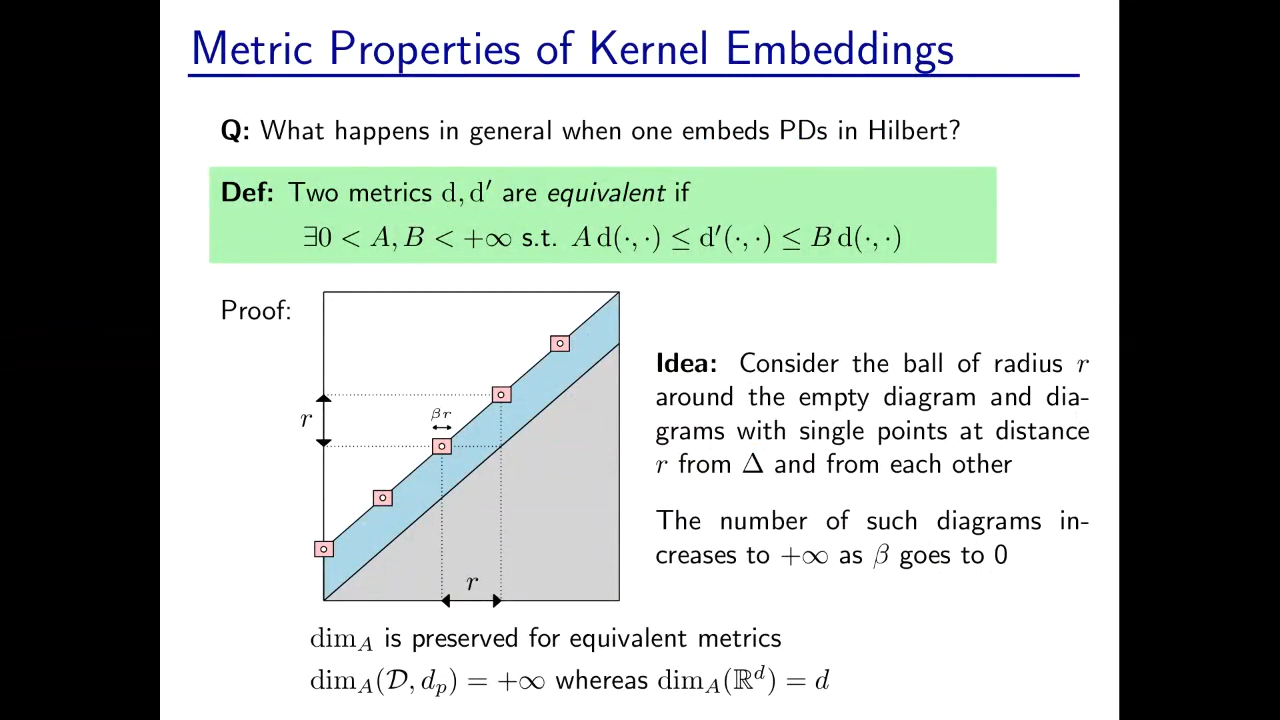 Metric Properties of Kernel Embeddings
Q: What happens in general when one embeds PDs in Hilbert?
Def: Two metrics d, d′ are equivalent if
∃0 < A, B < +∞ s.t. A d(·, ·) ≤ d′(·, ·) ≤ B d(·, ·)
Proof:
r
βr
r
Idea: Consider the ball of radius r
around the empty diagram and dia-
grams with single points at distance
r from Δ and from each other
The number of such diagrams in-
creases to +∞ as β goes to 0
dim_A is preserved for equivalent metrics
dim_A(𝒟, d_p) = +∞ whereas dim_A(ℝ^d) = d